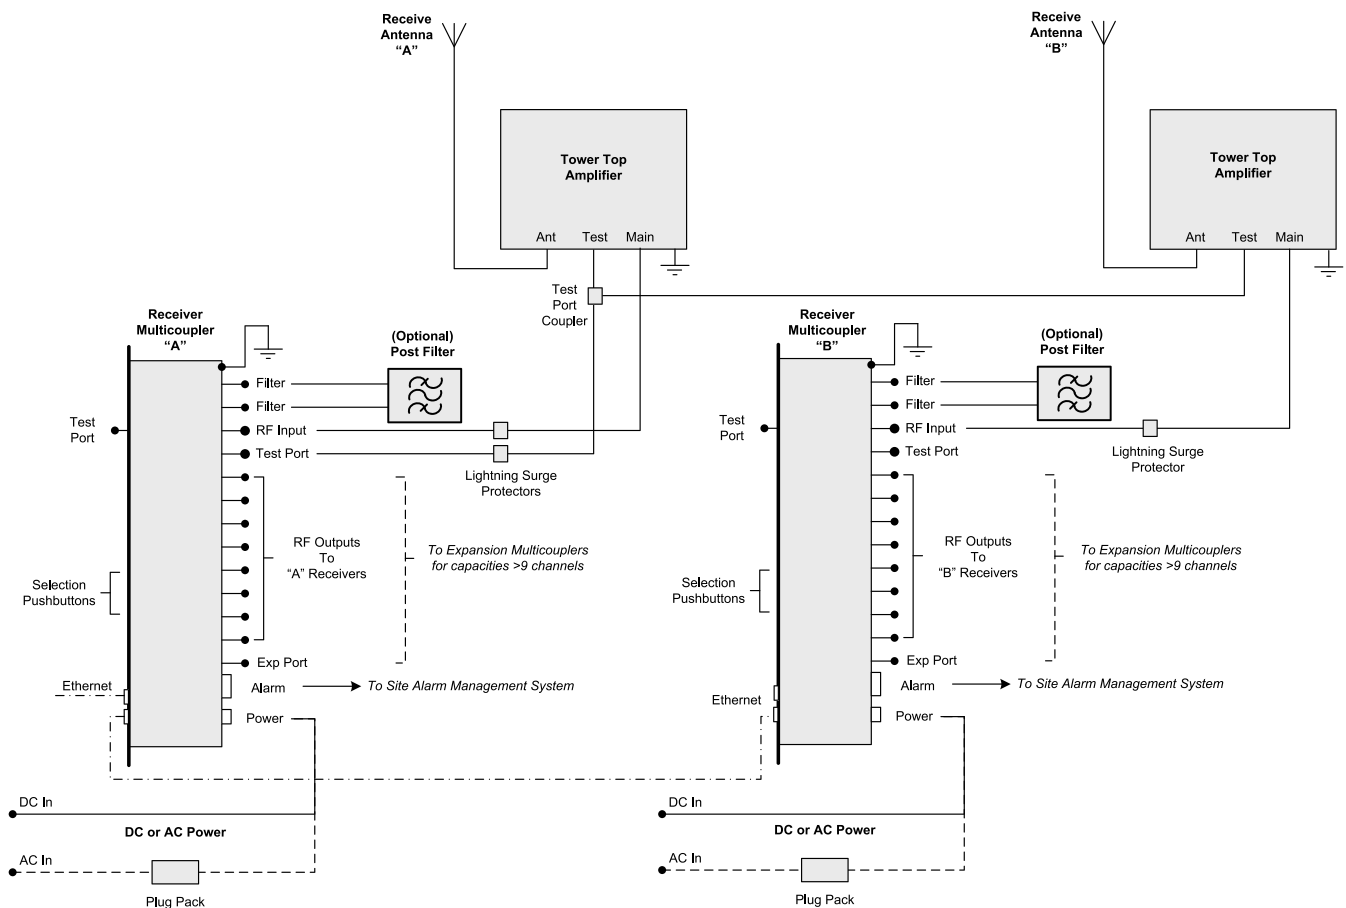 Receive
Antenna
“A”
Receive
Antenna
“B”
Tower Top
Amplifier
Ant Test Main
Tower Top
Amplifier
Ant Test Main
Test
Port
Coupler
Receiver
Multicoupler
“A”
(Optional)
Post Filter
Filter
Filter
RF Input
Test Port
Test
Port
Lightning Surge
Protectors
RF Outputs
To
“A” Receivers
To Expansion Multicouplers
for capacities >9 channels
Selection
Pushbuttons
Exp Port
Ethernet
Alarm
To Site Alarm Management System
Power
DC In
DC or AC Power
AC In
Plug Pack
Receiver
Multicoupler
“B”
(Optional)
Post Filter
Filter
Filter
RF Input
Test Port
Test
Port
Lightning Surge
Protector
RF Outputs
To
“B” Receivers
To Expansion Multicouplers
for capacities >9 channels
Selection
Pushbuttons
Exp Port
Ethernet
Alarm
To Site Alarm Management System
Power
DC In
DC or AC Power
AC In
Plug Pack